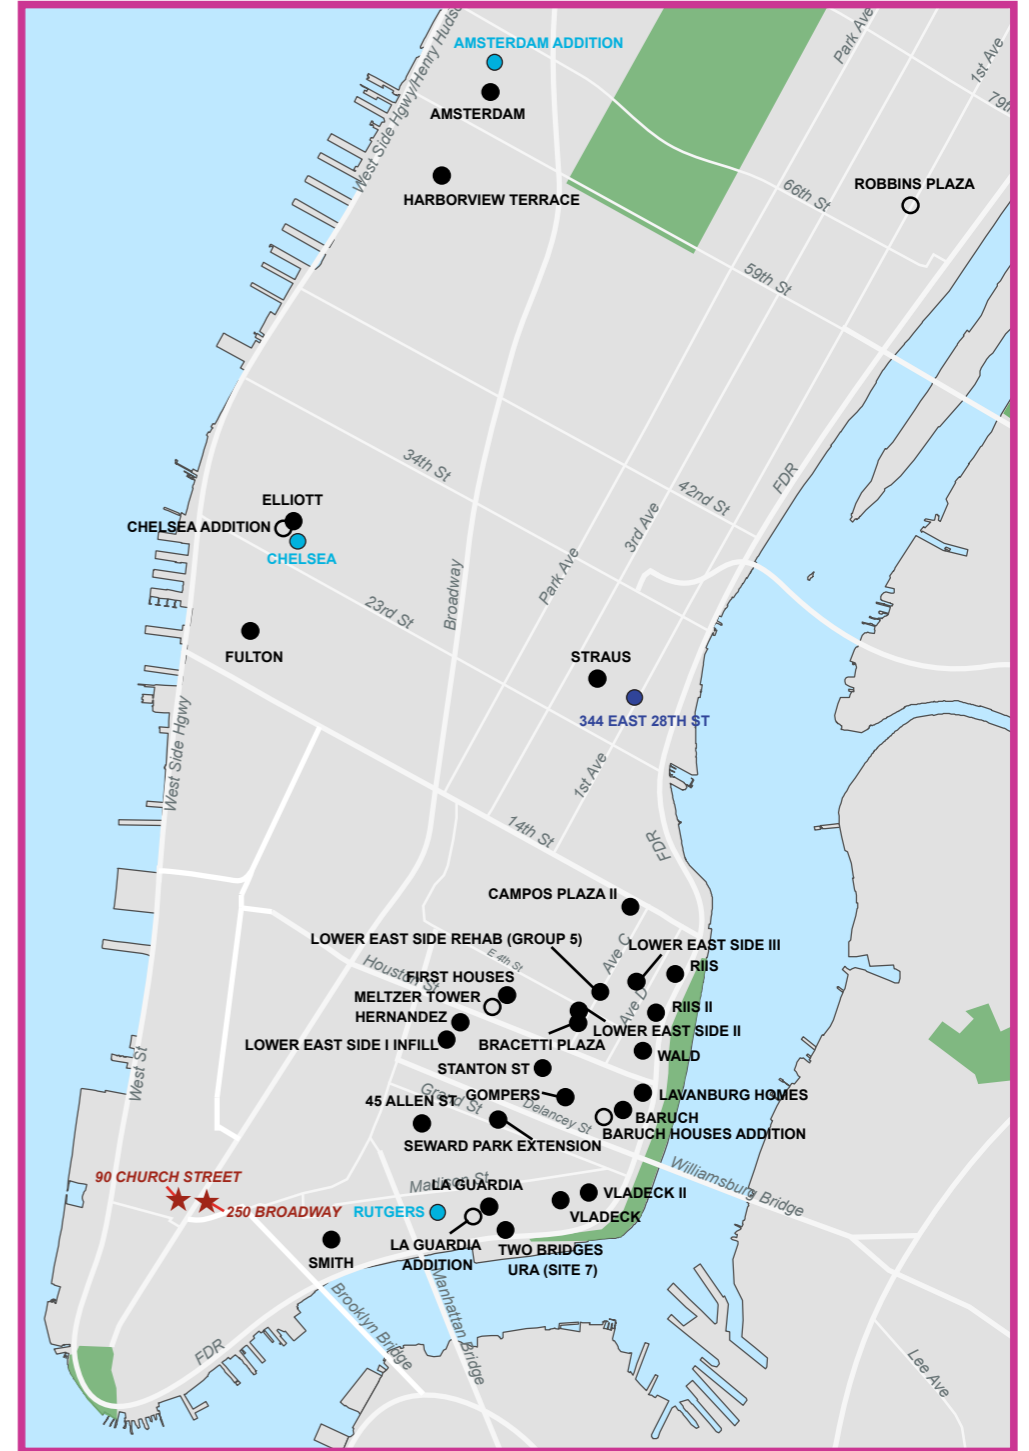 West Side Hgwy/Henry Hudso
AMSTERDAM ADDITION
Park Ave
1st Ave
AMSTERDAM
79th
HARBORVIEW TERRACE
66th St
ROBBINS PLAZA
59th St
34th St
42nd St
FDR
ELLIOTT
CHELSEA ADDITION
CHELSEA
3rd Ave
Park Ave
Broadway
23rd St
FULTON
STRAUS
344 EAST 28TH ST
West Side Hgwy
1st Ave
14th St
FDR
CAMPOS PLAZA II
LOWER EAST SIDE REHAB (GROUP 5)
Ave C
LOWER EAST SIDE III
E 4th St
Houston St
RIIS
FIRST HOUSES
MELTZER TOWER
Ave D
RIIS II
HERNANDEZ
LOWER EAST SIDE II
LOWER EAST SIDE I INFILL
BRACETTI PLAZA
WALD
West St
STANTON ST
GOMPERS
LAVANBURG HOMES
45 ALLEN ST
Grand St
Delancey St
BARUCH
BARUCH HOUSES ADDITION
SEWARD PARK EXTENSION
Williamsburg Bridge
90 CHURCH STREET
Madison St
LA GUARDIA
VLADECK II
250 BROADWAY
RUTGERS
VLADECK
LA GUARDIA
ADDITION
TWO BRIDGES
URA (SITE 7)
SMITH
Manhattan Bridge
Brooklyn Bridge
FDR
Lee Ave